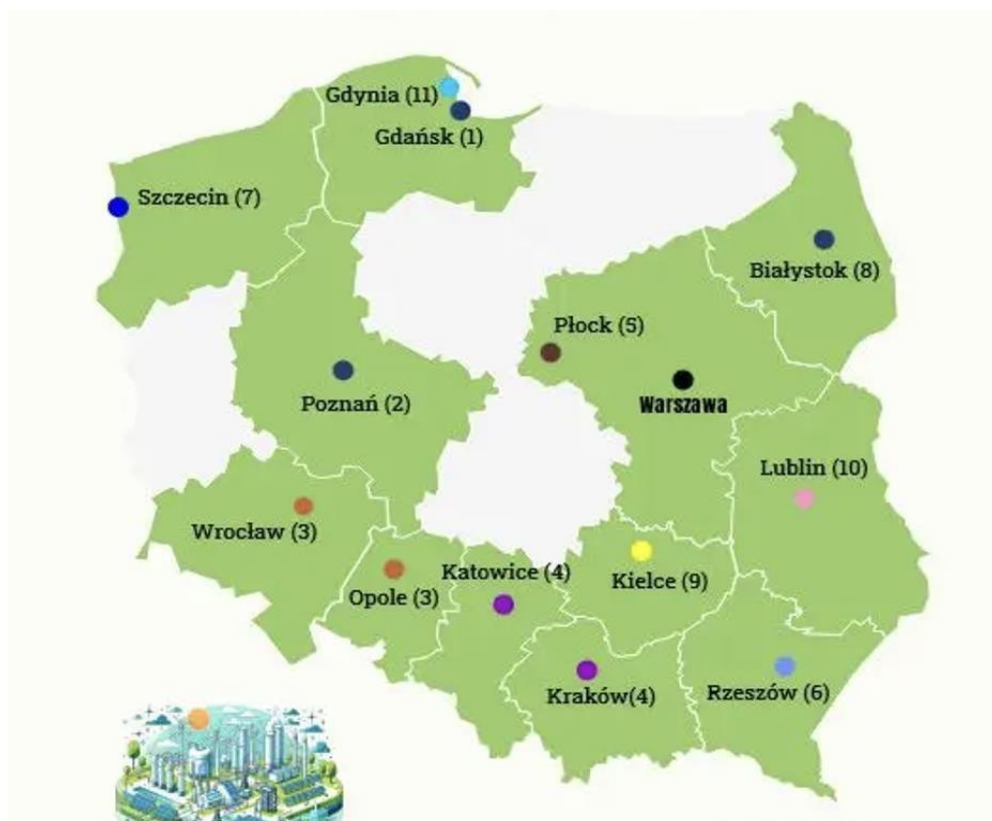 Gdynia (11)
Gdańsk (1)
Szczecin (7)
Białystok (8)
Płock (5)
Poznań (2)
Warszawa
Lublin (10)
Wrocław (3)
Katowice (4)
Kielce (9)
Opole (3)
Kraków(4)
Rzeszów (6)